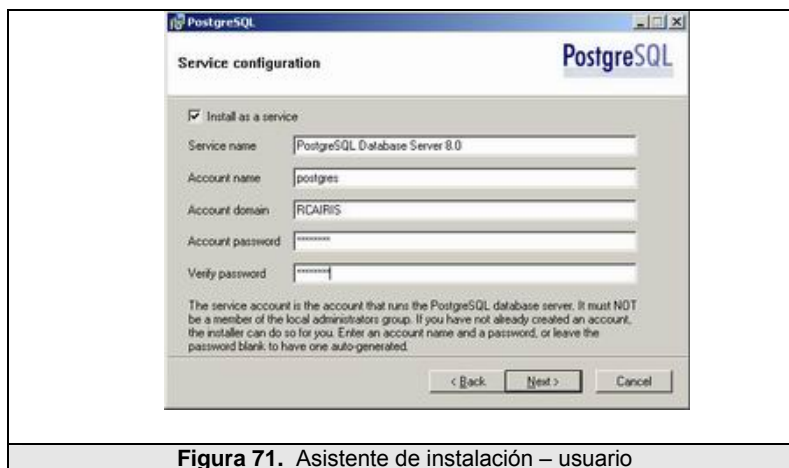 PostgreSQL
Service configuration
PostgreSQL
Install as a service
Service name PostgreSQL Database Server 8.0
Account name postgres
Account domain RCAIRIS
Account password ********
Verify password ********
The service account is the account that runs the PostgreSQL database server. It must NOT
be a member of the local administrators group. If you have not already created an account,
the installer can do so for you. Enter an account name and a password, or leave the
password blank to have one auto-generated.
< Back Next > Cancel
Figura 71. Asistente de instalación – usuario